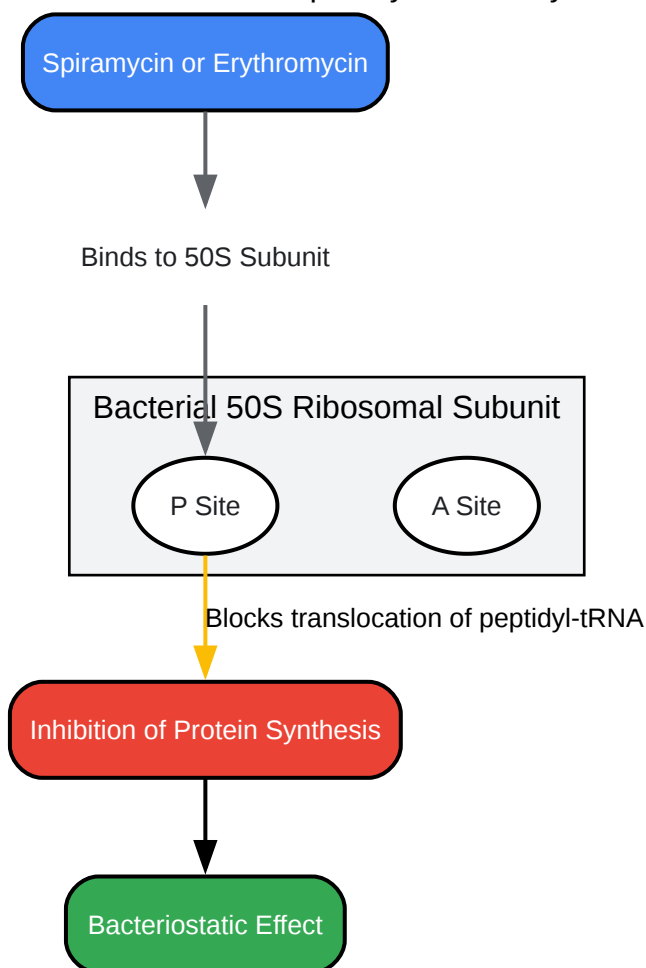 Spiramycin or Erythromycin
Binds to 50S Subunit
Bacterial 50S Ribosomal Subunit
P Site
A Site
Blocks translocation of peptidyl-tRNA
Inhibition of Protein Synthesis
Bacteriostatic Effect